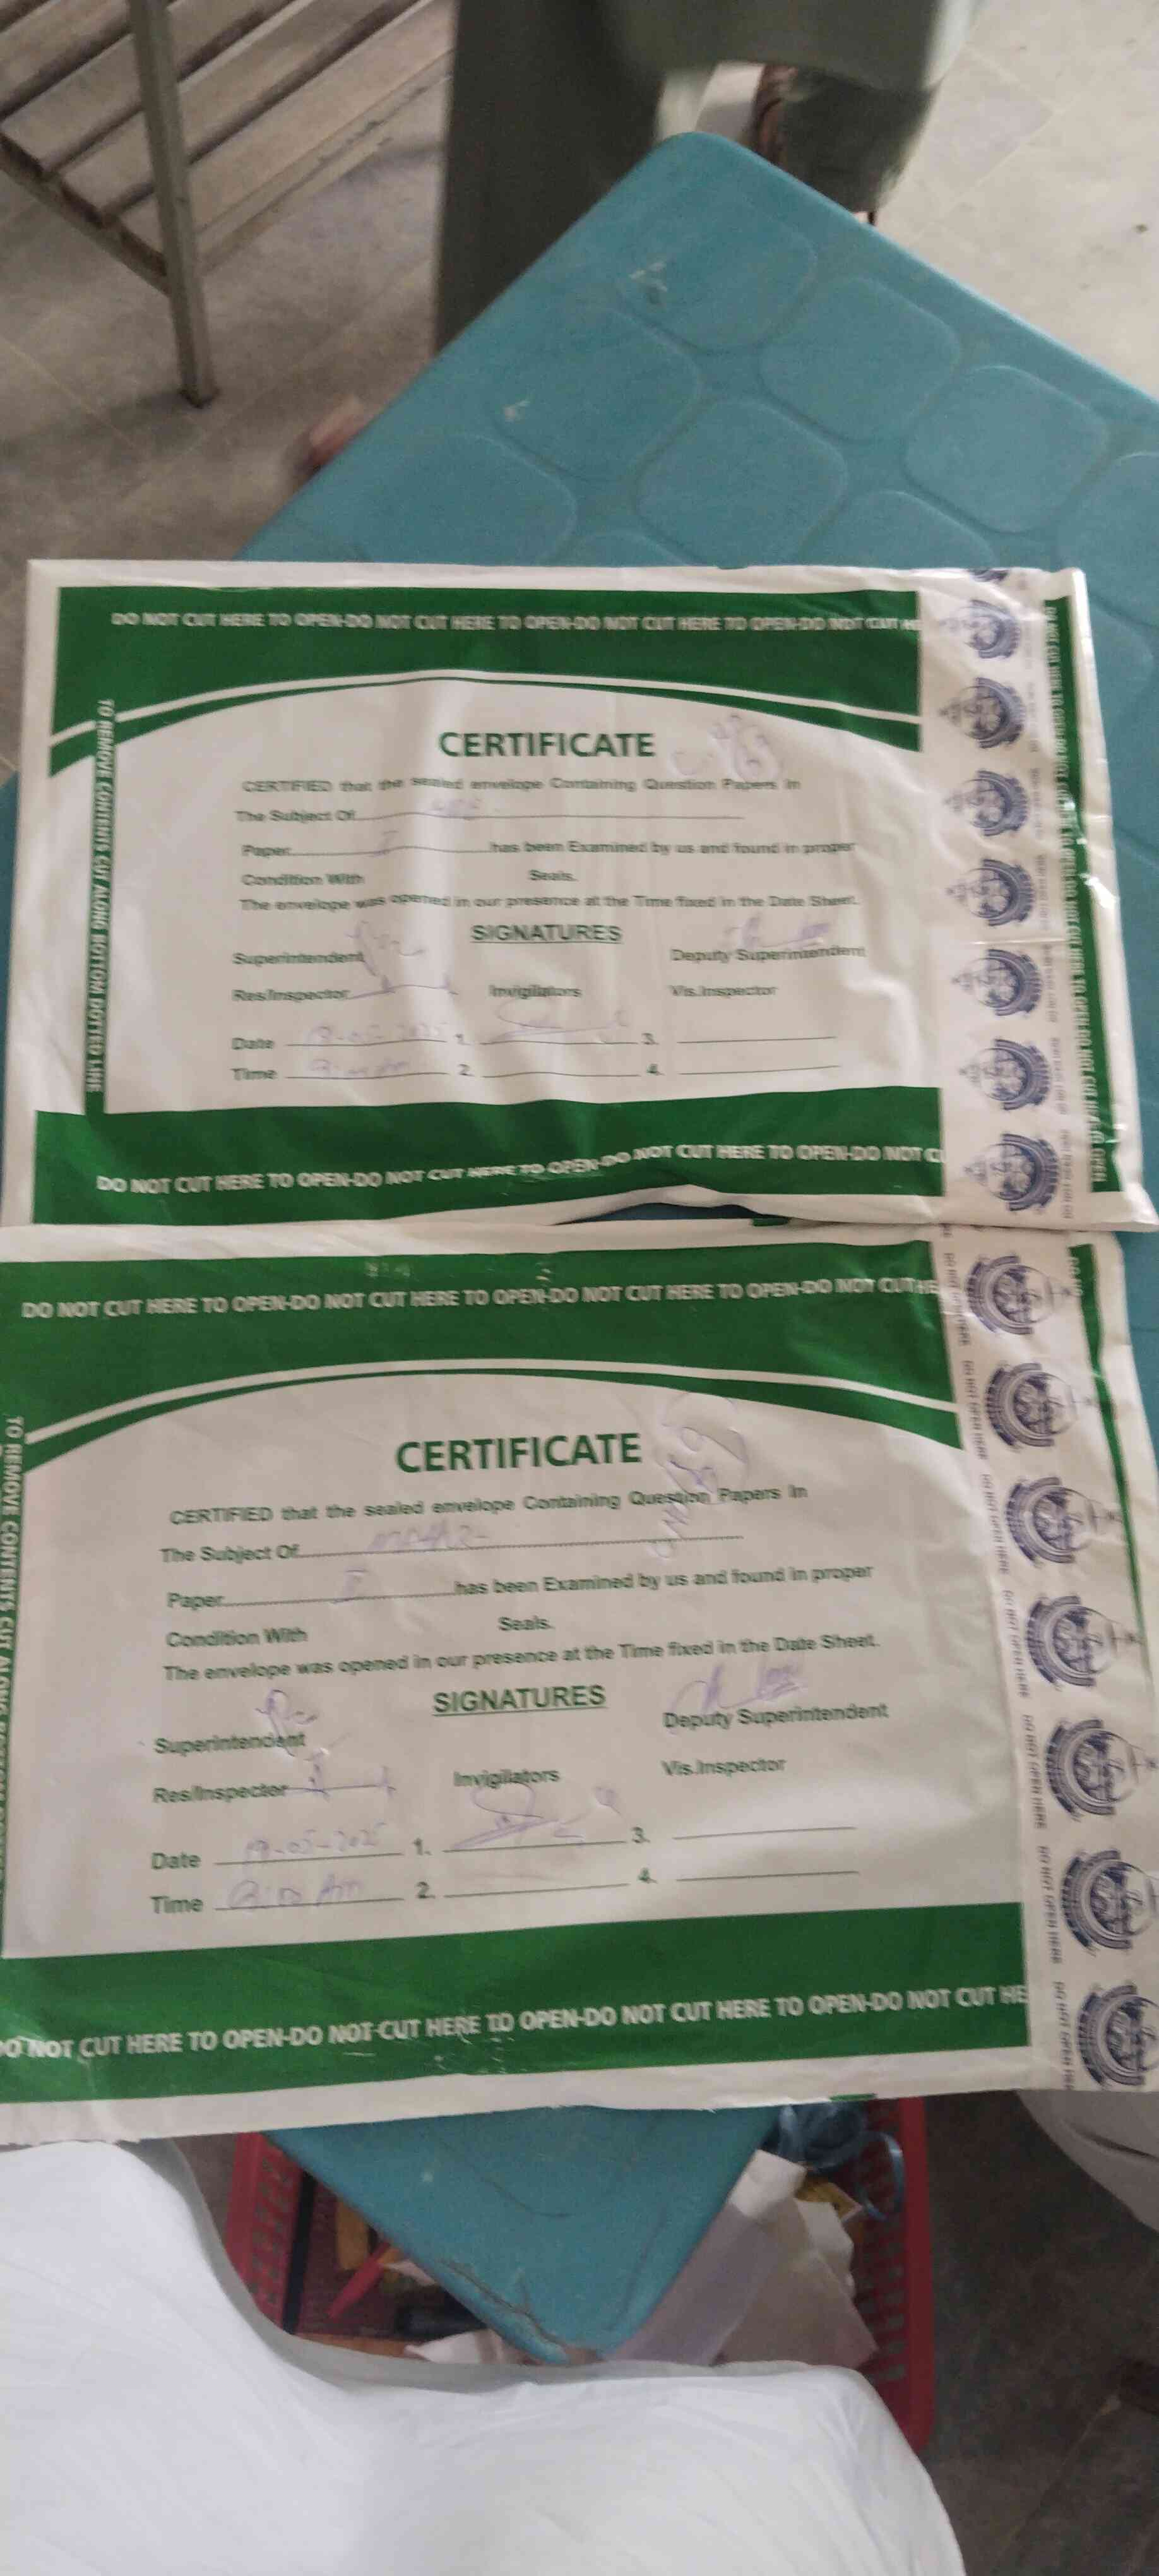 DO NOT CUT HERE TO OPEN-DO NOT CUT HERE TO OPEN-DO NOT CUT HERE TO OPEN-DO NOT CUT HE
TO REMOVE CONTENTS CUT ALONG BOTTOM DOTTED LINE
CERTIFICATE
CERTIFIED that the sealed envelope Containing Question Papers In
The Subject Of
Paper I has been Examined by us and found in proper
Condition With Seals.
The envelope was opened in our presence at the Time fixed in the Date Sheet.
SIGNATURES
Superintendent Deputy Superintendent
Res/Inspector Invigilators Vis.Inspector
Date 19-05-2025 1. 3.
Time 2. 4.
DO NOT CUT HERE TO OPEN-DO NOT CUT HERE TO OPEN-DO NOT CUT HERE TO OPEN-DO NOT CU
DO NOT CUT HERE TO OPEN-DO NOT CUT HERE TO OPEN-DO NOT CUT HERE TO OPEN-DO NOT CUT HE
TO REMOVE CONTENTS CUT ALONG BOTTOM
CERTIFICATE
CERTIFIED that the sealed envelope Containing Question Papers In
The Subject Of
Paper I has been Examined by us and found in proper
Condition With Seals.
The envelope was opened in our presence at the Time fixed in the Date Sheet.
SIGNATURES
Superintendent Deputy Superintendent
Res/Inspector Invigilators Vis.Inspector
Date 19-05-2025 1. 3.
Time Am 2. 4.
DO NOT CUT HERE TO OPEN-DO NOT CUT HERE TO OPEN-DO NOT CUT HERE TO OPEN-DO NOT CUT HE
DO NOT OPEN HERE
DO NOT OPEN HERE
DO NOT OPEN HERE
DO NOT OPEN HERE
DO NOT OPEN HERE